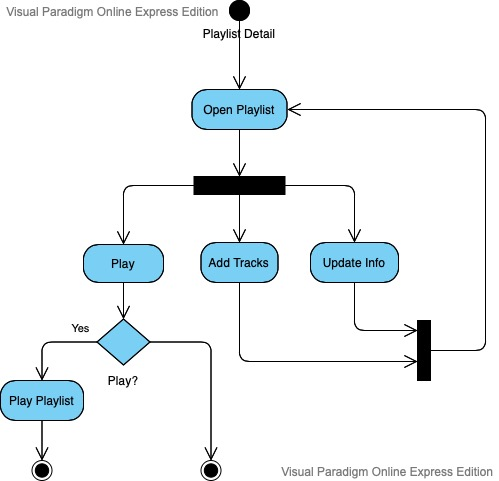 Visual Paradigm Online Express Edition
Playlist Detail
Open Playlist
Play
Add Tracks
Update Info
Yes
Play?
Play Playlist
Visual Paradigm Online Express Edition